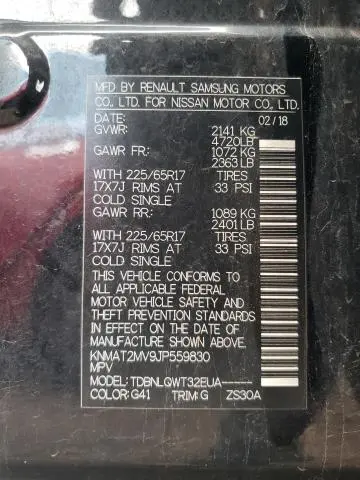 MFD BY RENAULT SAMSUNG MOTORS
CO., LTD. FOR NISSAN MOTOR CO., LTD.
DATE: 02/18
GVWR: 2141 KG
4720LB
GAWR FR: 1072 KG
2363 LB
WITH 225/65R17 TIRES
17X7J RIMS AT 33 PSI
COLD SINGLE
GAWR RR: 1089 KG
2401 LB
WITH 225/65R17 TIRES
17X7J RIMS AT 33 PSI
COLD SINGLE
THIS VEHICLE CONFORMS
TO ALL APPLICABLE FEDERAL
MOTOR VEHICLE SAFETY, BUMPER,
AND THEFT PREVENTION STANDARDS
IN EFFECT ON THE DATE OF
MANUFACTURE SHOWN ABOVE.
KNMAT2MV9JP559830
MPV
MODEL: TDBNLQWT32EUA-----
COLOR: G41 TRIM: G ZS30A